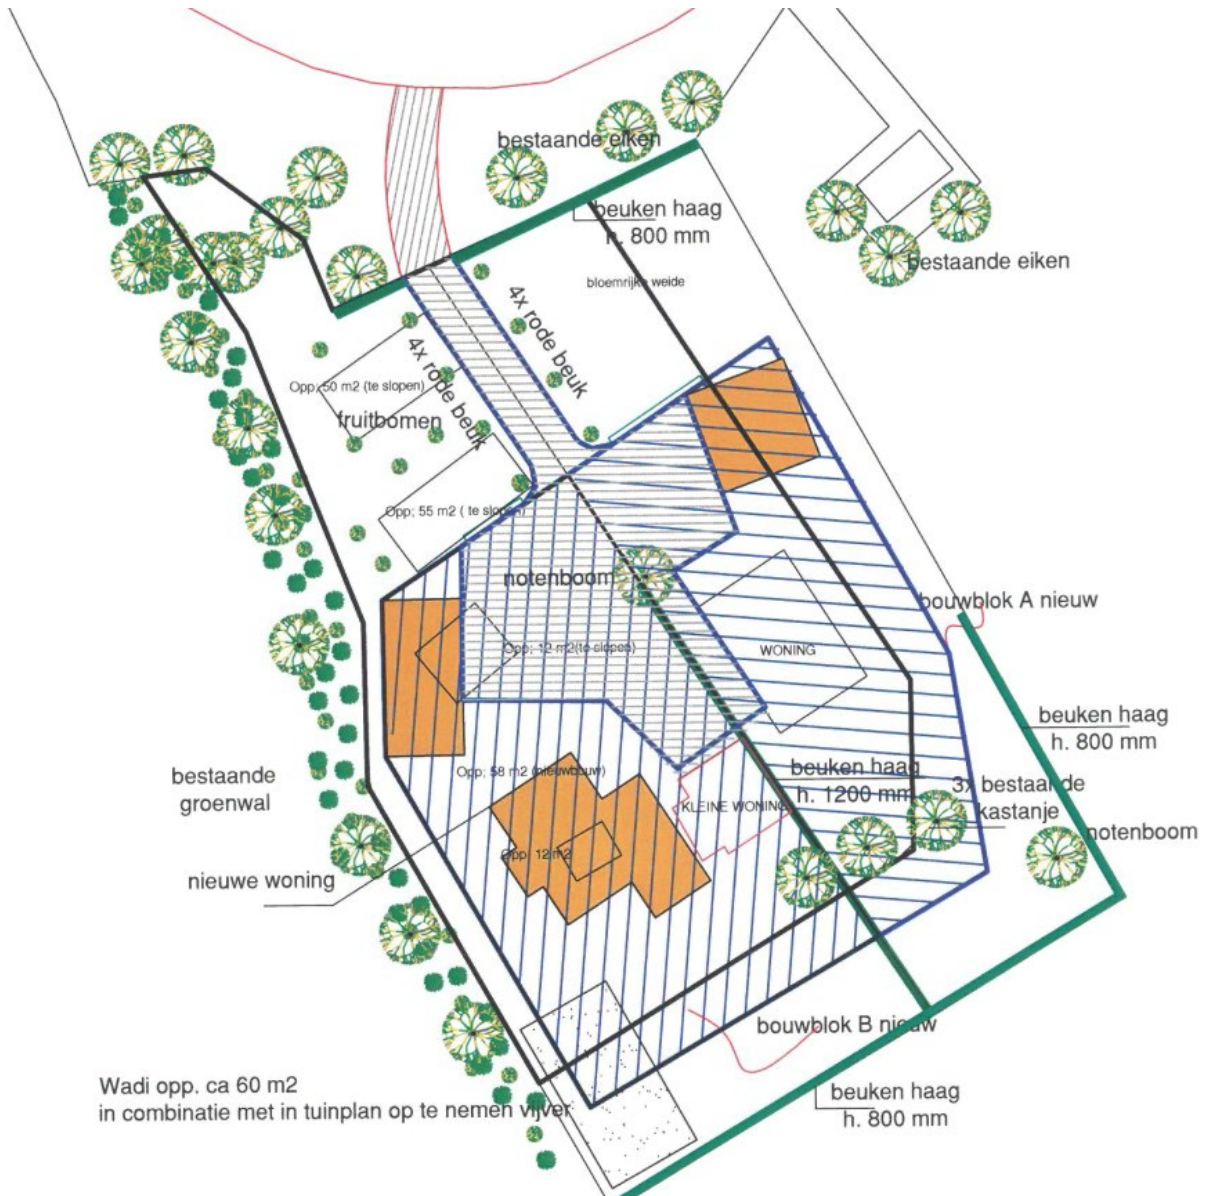 bestaande eiken
beuken haag
h. 800 mm
bestaande eiken
bloemrijke weide
4x rode beuk
4x rode beuk
Opp; 50 m2 (te slopen)
fruitbomen
Opp; 55 m2 ( te slopen)
notenboom
bouwblok A nieuw
Opp; 12 m2(te slopen)
WONING
beuken haag
h. 800 mm
bestaande
groenwal
Opp; 58 m2 (nieuwbouw)
beuken haag
h. 1200 mm
3x bestaande
kastanje
KLEINE WONING
notenboom
Opp; 12m2
nieuwe woning
bouwblok B nieuw
Wadi opp. ca 60 m2
in combinatie met in tuinplan op te nemen vijver
beuken haag
h. 800 mm